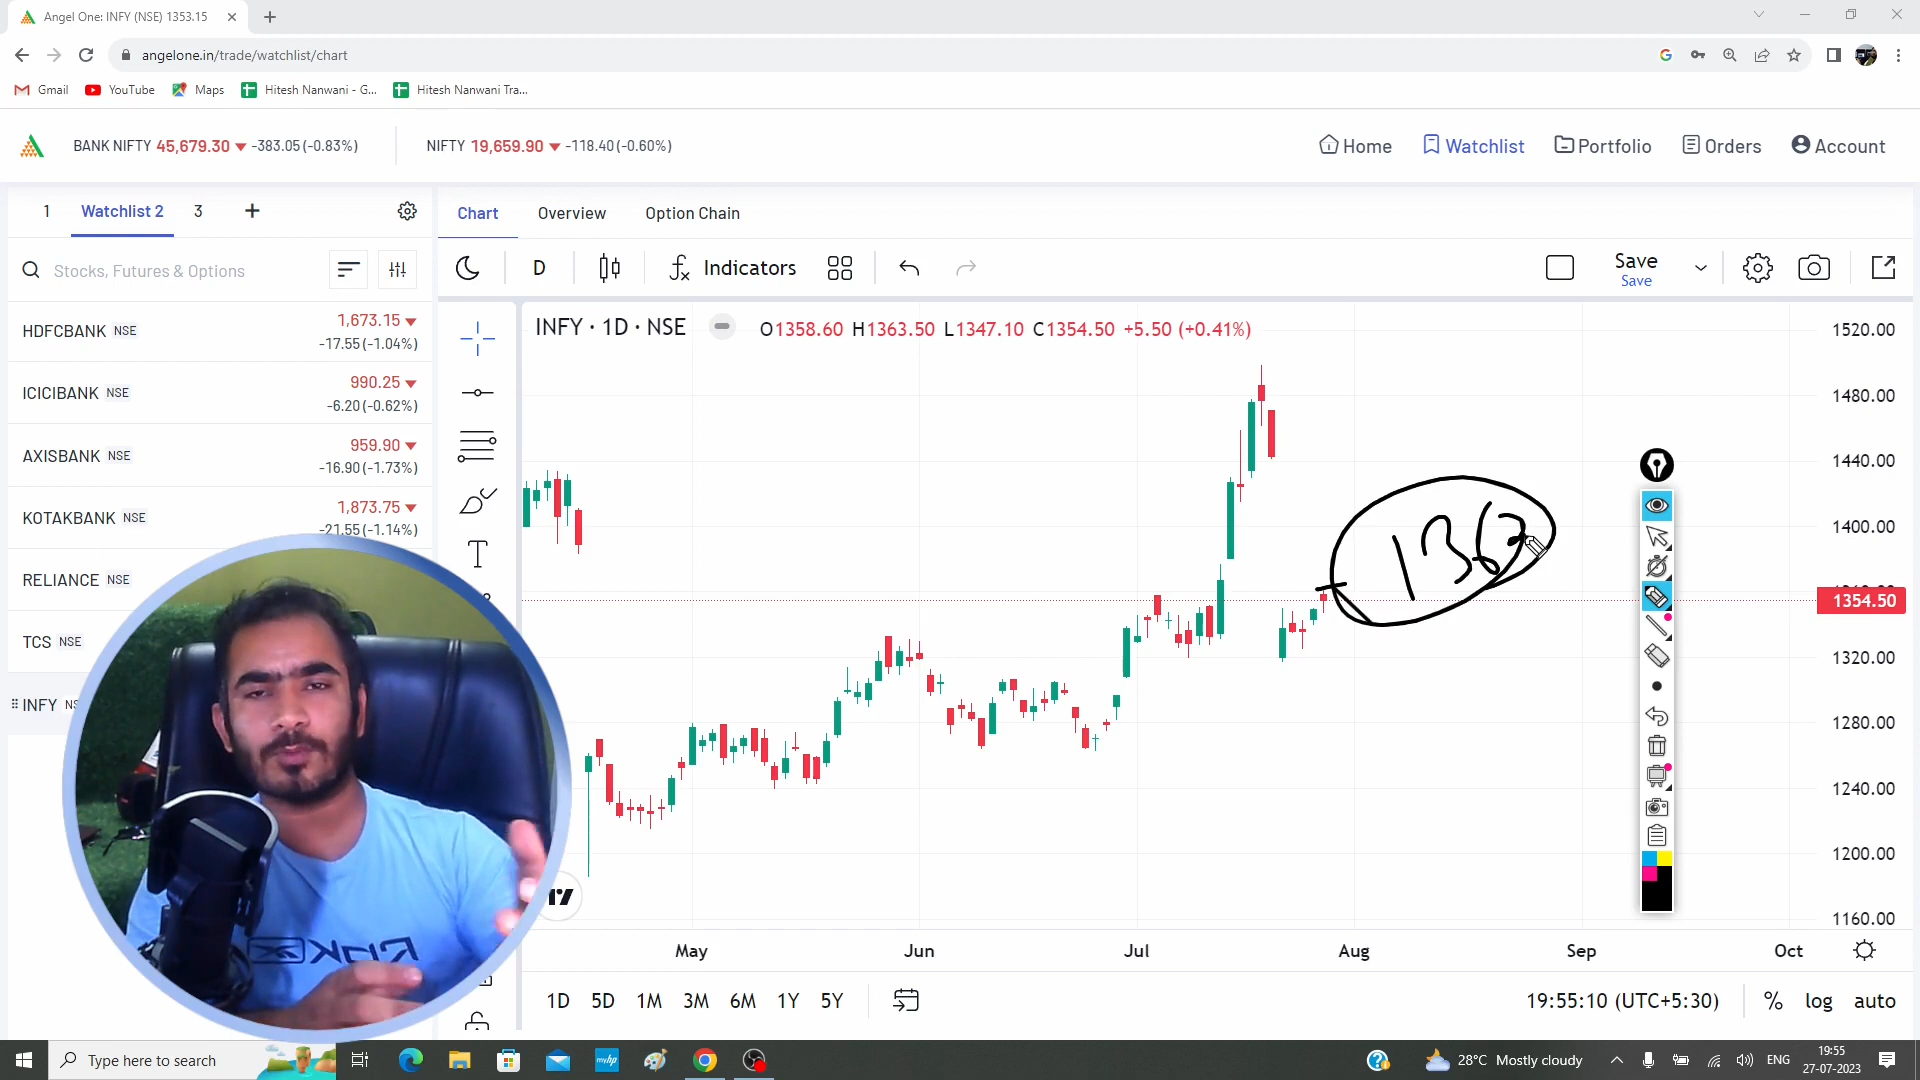 Angel One: INFY (NSE) 1353.15
angelone.in/trade/watchlist/chart
Gmail YouTube Maps Hitesh Nanwani - G... Hitesh Nanwani Tra...
BANK NIFTY 45,679.30 -383.05 (-0.83%) NIFTY 19,659.90 -118.40 (-0.60%) Home Watchlist Portfolio Orders Account
1 Watchlist 2 3 +
Chart Overview Option Chain
Stocks, Futures & Options
D Indicators Save
Save
INFY · 1D · NSE O1358.60 H1363.50 L1347.10 C1354.50 +5.50 (+0.41%)
HDFCBANK NSE 1,673.15
-17.55 (-1.04%)
ICICIBANK NSE 990.25
-6.20 (-0.62%)
AXISBANK NSE 959.90
-16.90 (-1.73%)
KOTAKBANK NSE 1,873.75
-21.55 (-1.14%)
RELIANCE NSE
TCS NSE
INFY
T
1520.00
1480.00
1440.00
1400.00
1354.50
1320.00
1280.00
1240.00
1200.00
1160.00
1363
May Jun Jul Aug Sep Oct
1D 5D 1M 3M 6M 1Y 5Y 19:55:10 (UTC+5:30) % log auto
Type here to search
myhp
28°C Mostly cloudy ENG 19:55
27-07-2023